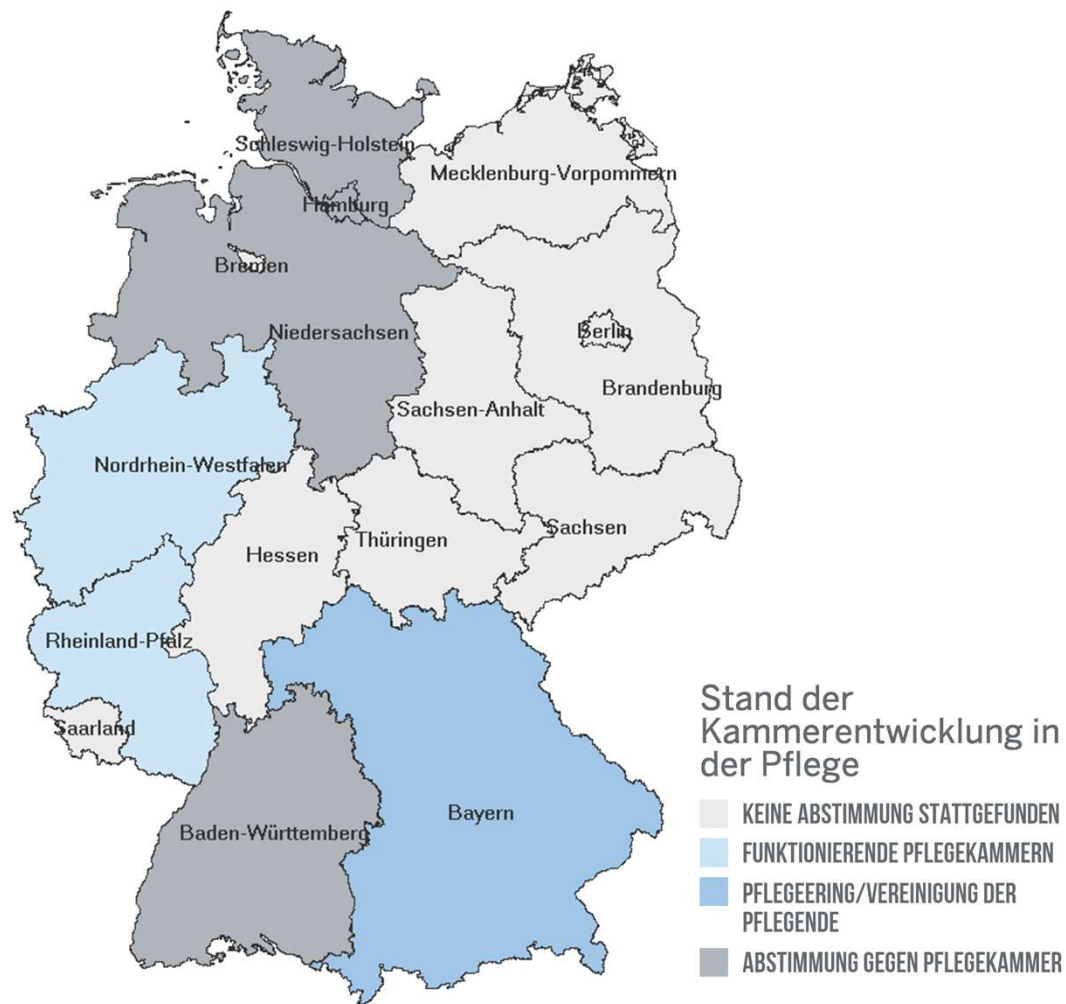 Schleswig-Holstein
Mecklenburg-Vorpommern
Hamburg
Bremen
Niedersachsen
Berlin
Brandenburg
Sachsen-Anhalt
Nordrhein-Westfalen
Sachsen
Thüringen
Hessen
Rheinland-Pfalz
Saarland
Bayern
Baden-Württemberg
Stand der
Kammerentwicklung in
der Pflege
KEINE ABSTIMMUNG STATTGEFUNDEN
FUNKTIONIERENDE PFLEGEKAMMERN
PFLEGEERING/VEREINIGUNG DER
PFLEGENDE
ABSTIMMUNG GEGEN PFLEGEKAMMER